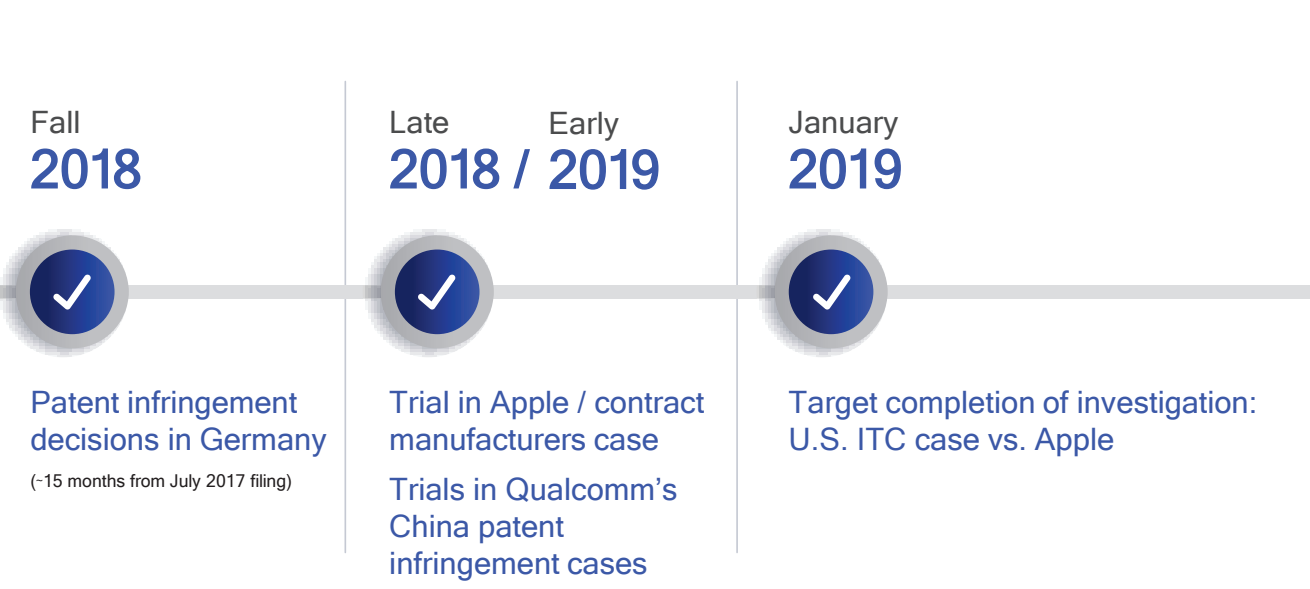 Fall
2018
Patent infringement
decisions in Germany
(~15 months from July 2017 filing)
Late Early
2018 / 2019
Trial in Apple / contract
manufacturers case
Trials in Qualcomm’s
China patent
infringement cases
January
2019
Target completion of investigation:
U.S. ITC case vs. Apple